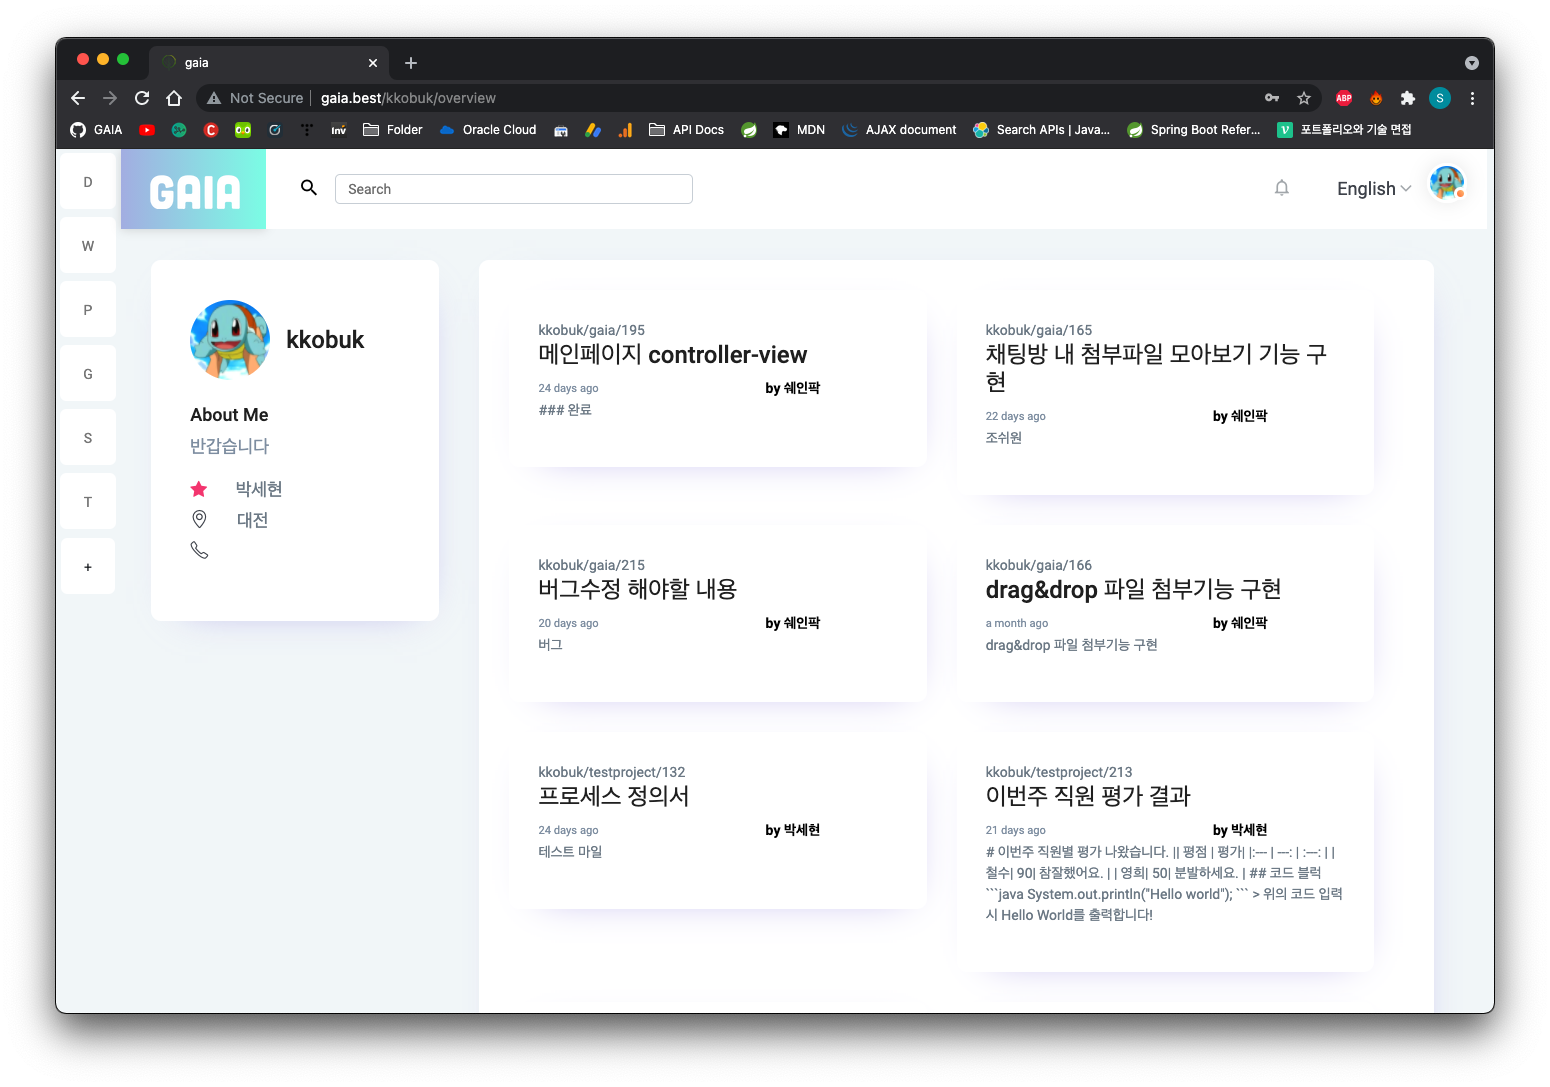 gaia
Not Secure gaia.best/kkobuk/overview
ABP
S
GAIA
C
inv
Folder
Oracle Cloud
API Docs
MDN
AJAX document
Search APIs | Java...
Spring Boot Refer...
포트폴리오와 기술 면접
D
W
P
G
S
T
+
GAIA
Search
English
kkobuk
About Me
반갑습니다
박세현
대전
kkobuk/gaia/195
메인페이지 controller-view
24 days ago by 쉐인팍
### 완료
kkobuk/gaia/165
채팅방 내 첨부파일 모아보기 기능 구
현
22 days ago by 쉐인팍
조쉬원
kkobuk/gaia/215
버그수정 해야할 내용
20 days ago by 쉐인팍
버그
kkobuk/gaia/166
drag&drop 파일 첨부기능 구현
a month ago by 쉐인팍
drag&drop 파일 첨부기능 구현
kkobuk/testproject/132
프로세스 정의서
24 days ago by 박세현
테스트 마일
kkobuk/testproject/213
이번주 직원 평가 결과
21 days ago by 박세현
# 이번주 직원별 평가 나왔습니다. || 평점 | 평가| |:--- | ---: | :---: | |
철수| 90| 참잘했어요. | | 영희| 50| 분발하세요. | ## 코드 블럭
```java System.out.println("Hello world"); ``` > 위의 코드 입력
시 Hello World를 출력합니다!